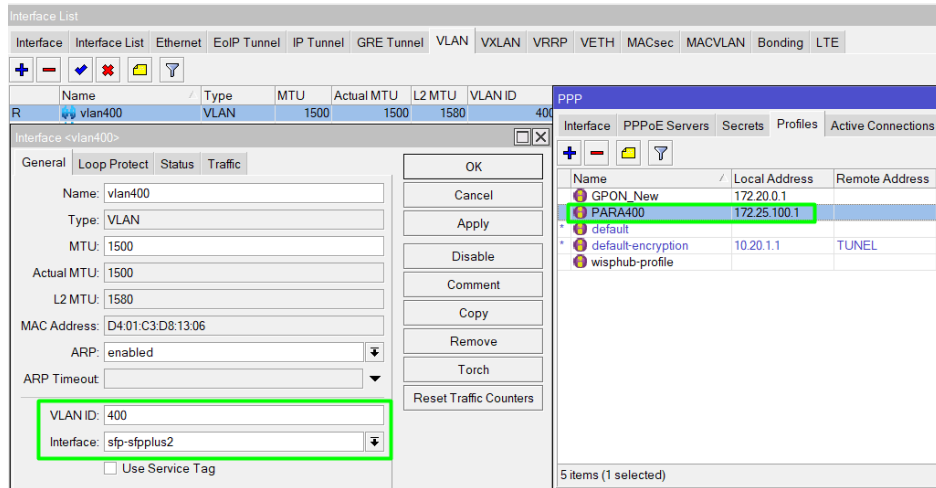 Interface List
Interface Interface List Ethernet EoIP Tunnel IP Tunnel GRE Tunnel VLAN VXLAN VRRP VETH MACsec MACVLAN Bonding LTE
Name Type MTU Actual MTU L2 MTU VLAN ID
R vlan400 VLAN 1500 1500 1580 400
Interface <vlan400>
General Loop Protect Status Traffic
Name: vlan400
Type: VLAN
MTU: 1500
Actual MTU: 1500
L2 MTU: 1580
MAC Address: D4:01:C3:D8:13:06
ARP: enabled
ARP Timeout:
VLAN ID: 400
Interface: sfp-sfpplus2
Use Service Tag
OK
Cancel
Apply
Disable
Comment
Copy
Remove
Torch
Reset Traffic Counters
PPP
Interface PPPoE Servers Secrets Profiles Active Connections
Name Local Address Remote Address
GPON_New 172.20.0.1
PARA400 172.25.100.1
* default
* default-encryption 10.20.1.1 TUNEL
wisphub-profile
5 items (1 selected)